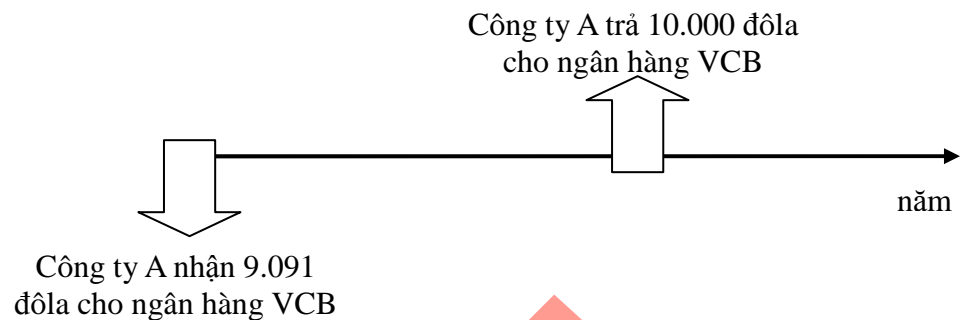 Công ty A trả 10.000 đôla
cho ngân hàng VCB
năm
Công ty A nhận 9.091
đôla cho ngân hàng VCB